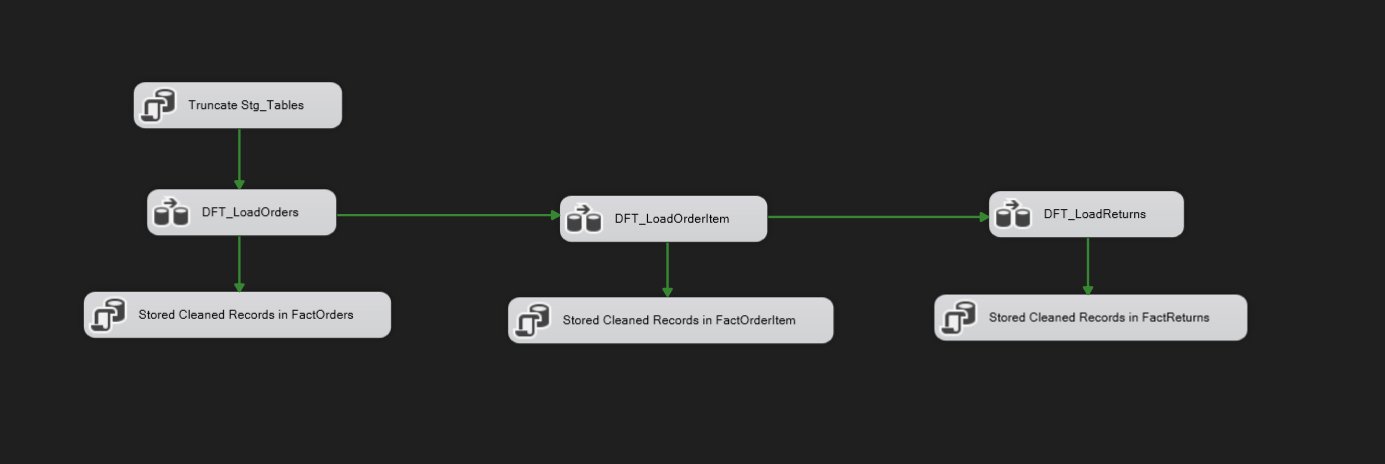 Truncate Stg_Tables
DFT_LoadOrders
DFT_LoadOrderItem
DFT_LoadReturns
Stored Cleaned Records in FactOrders
Stored Cleaned Records in FactOrderItem
Stored Cleaned Records in FactReturns